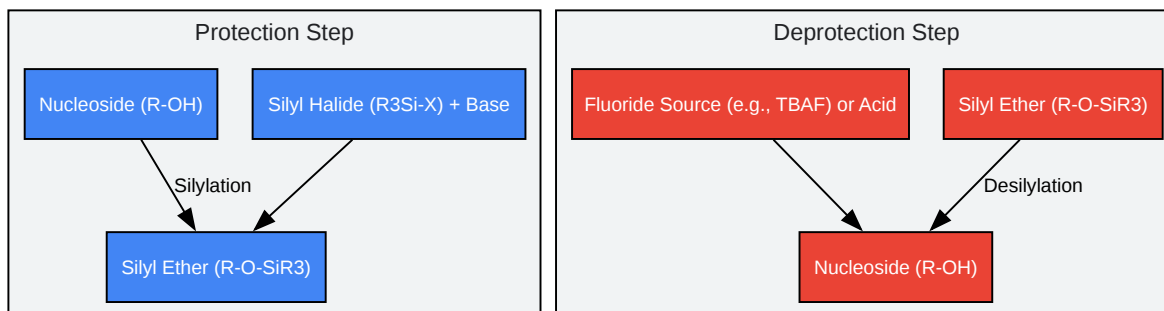 Protection Step
Nucleoside (R-OH)
Silyl Halide (R3Si-X) + Base
Silylation
Silyl Ether (R-O-SiR3)
Deprotection Step
Fluoride Source (e.g., TBAF) or Acid
Silyl Ether (R-O-SiR3)
Desilylation
Nucleoside (R-OH)